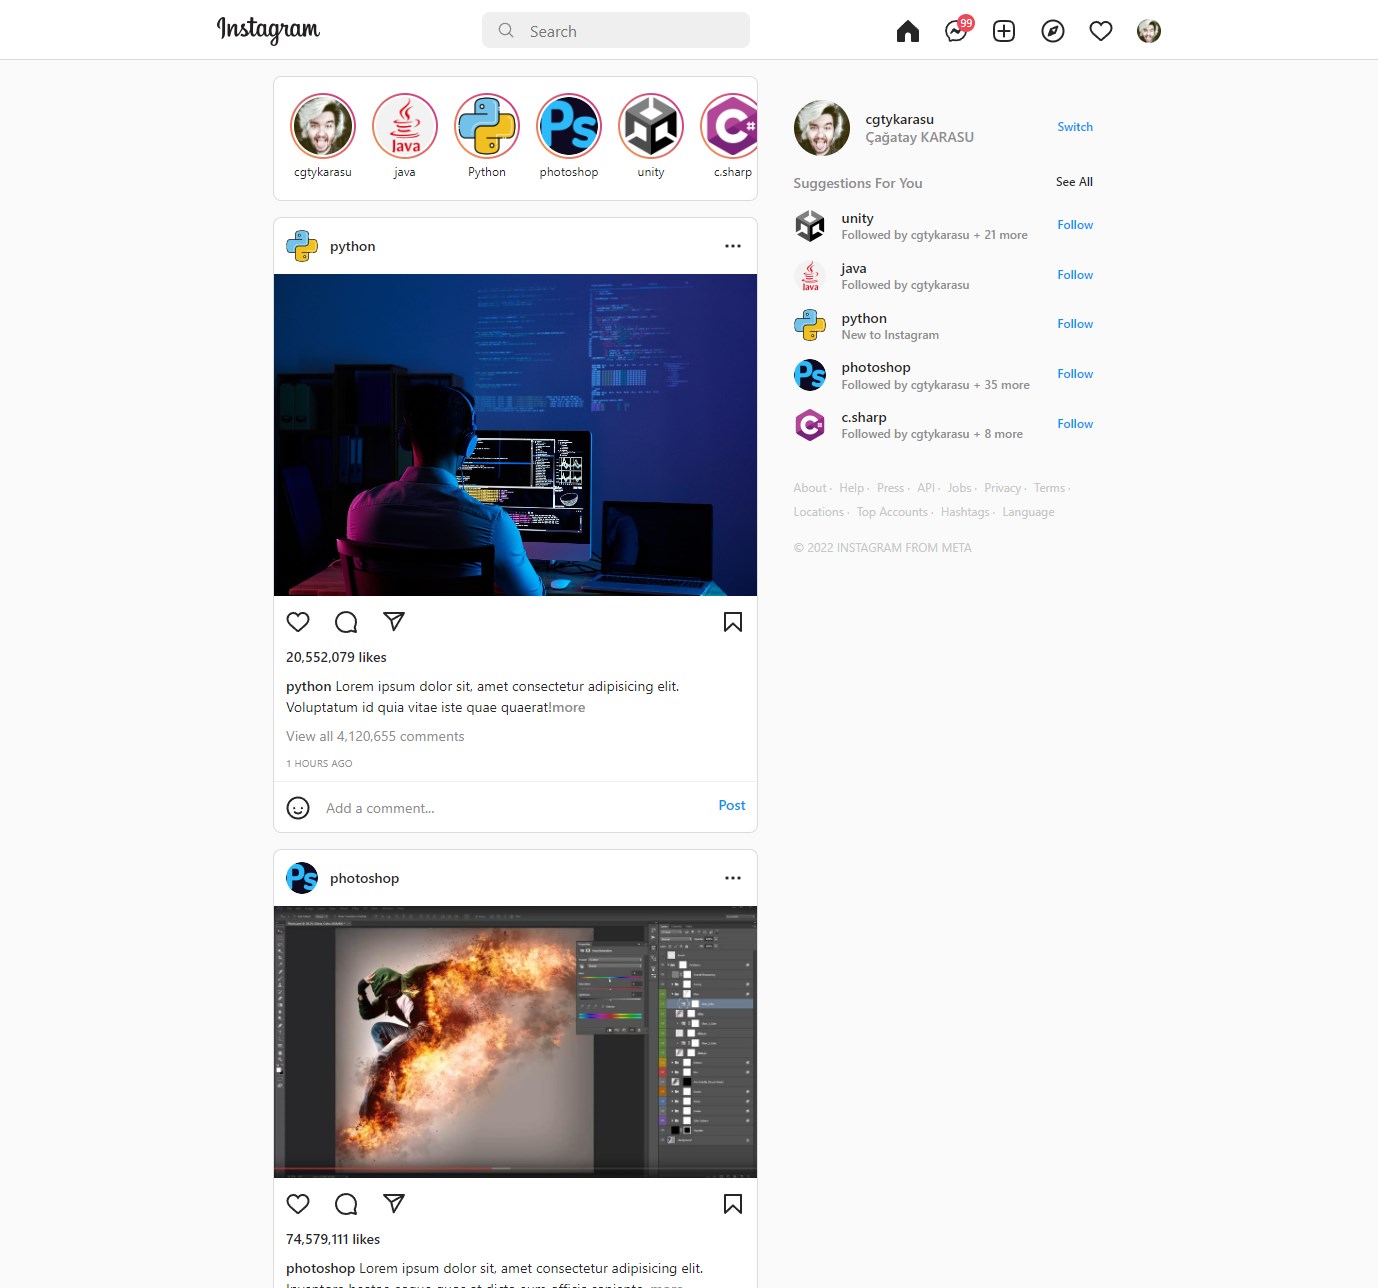 Instagram
Search
99
cgtykarasu
java
Python
photoshop
unity
c.sharp
cgtykarasu
Çağatay KARASU
Switch
Suggestions For You
See All
unity
Followed by cgtykarasu + 21 more
Follow
java
Followed by cgtykarasu
Follow
python
New to Instagram
Follow
photoshop
Followed by cgtykarasu + 35 more
Follow
c.sharp
Followed by cgtykarasu + 8 more
Follow
About · Help · Press · API · Jobs · Privacy · Terms ·
Locations · Top Accounts · Hashtags · Language
© 2022 INSTAGRAM FROM META
python
20,552,079 likes
python Lorem ipsum dolor sit, amet consectetur adipisicing elit.
Voluptatum id quia vitae iste quae quaerat!more
View all 4,120,655 comments
1 HOURS AGO
Add a comment...
Post
photoshop
74,579,111 likes
photoshop Lorem ipsum dolor sit, amet consectetur adipisicing elit.